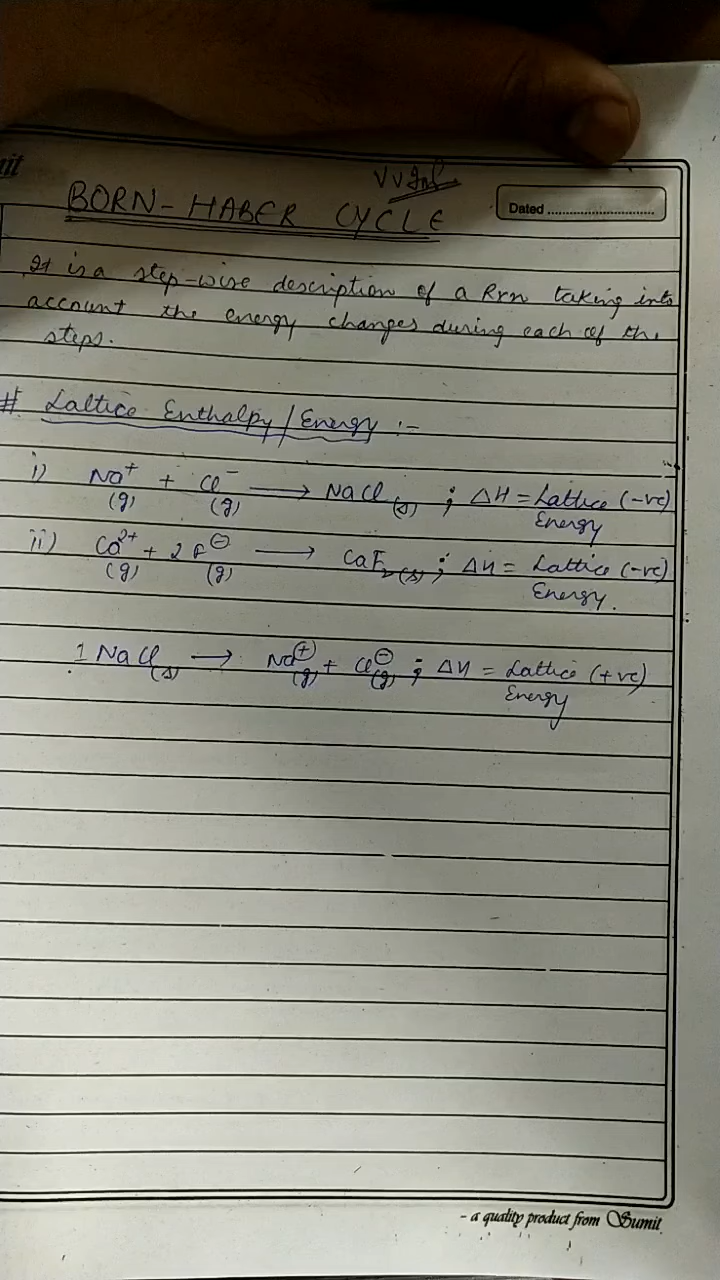 VV Imp
BORN-HABER CYCLE
Dated
It is a step-wise description of a Rxn taking into
account the energy changes during each of the
steps.
# Lattice Enthalpy/Energy :-
i) Na⁺(g) + Cl⁻(g) ⟶ NaCl(s) ; ΔH = Lattice (-ve)
Energy
ii) Ca²⁺(g) + 2F⊖(g) ⟶ CaF₂(s) ; ΔH = Lattice (-ve)
Energy.
1 NaCl(s) ⟶ Na⊕(g) + Cl⊖(g) ; ΔH = Lattice (+ve)
Energy
- a quality product from Sumit